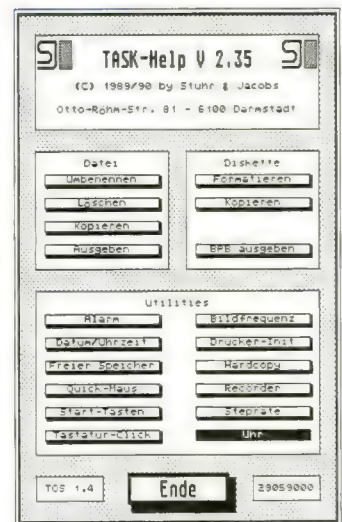 TASK-Help V 2.35
(C) 1989/90 by Stuhr & Jacobs
Otto-Röhm-Str. 81 - 6100 Darmstadt
Datei
Umbenennen
Löschen
Kopieren
Ausgeben
Diskette
Formatieren
Kopieren
BPB ausgeben
Utilities
Alarm
Datum/Uhrzeit
Freier Speicher
Quick-Maus
Start-Tasten
Tastatur-Click
Bildfrequenz
Drucker-Init
Hardcopy
Recorder
Steprate
Uhr
TOS 1.4
Ende
29059000